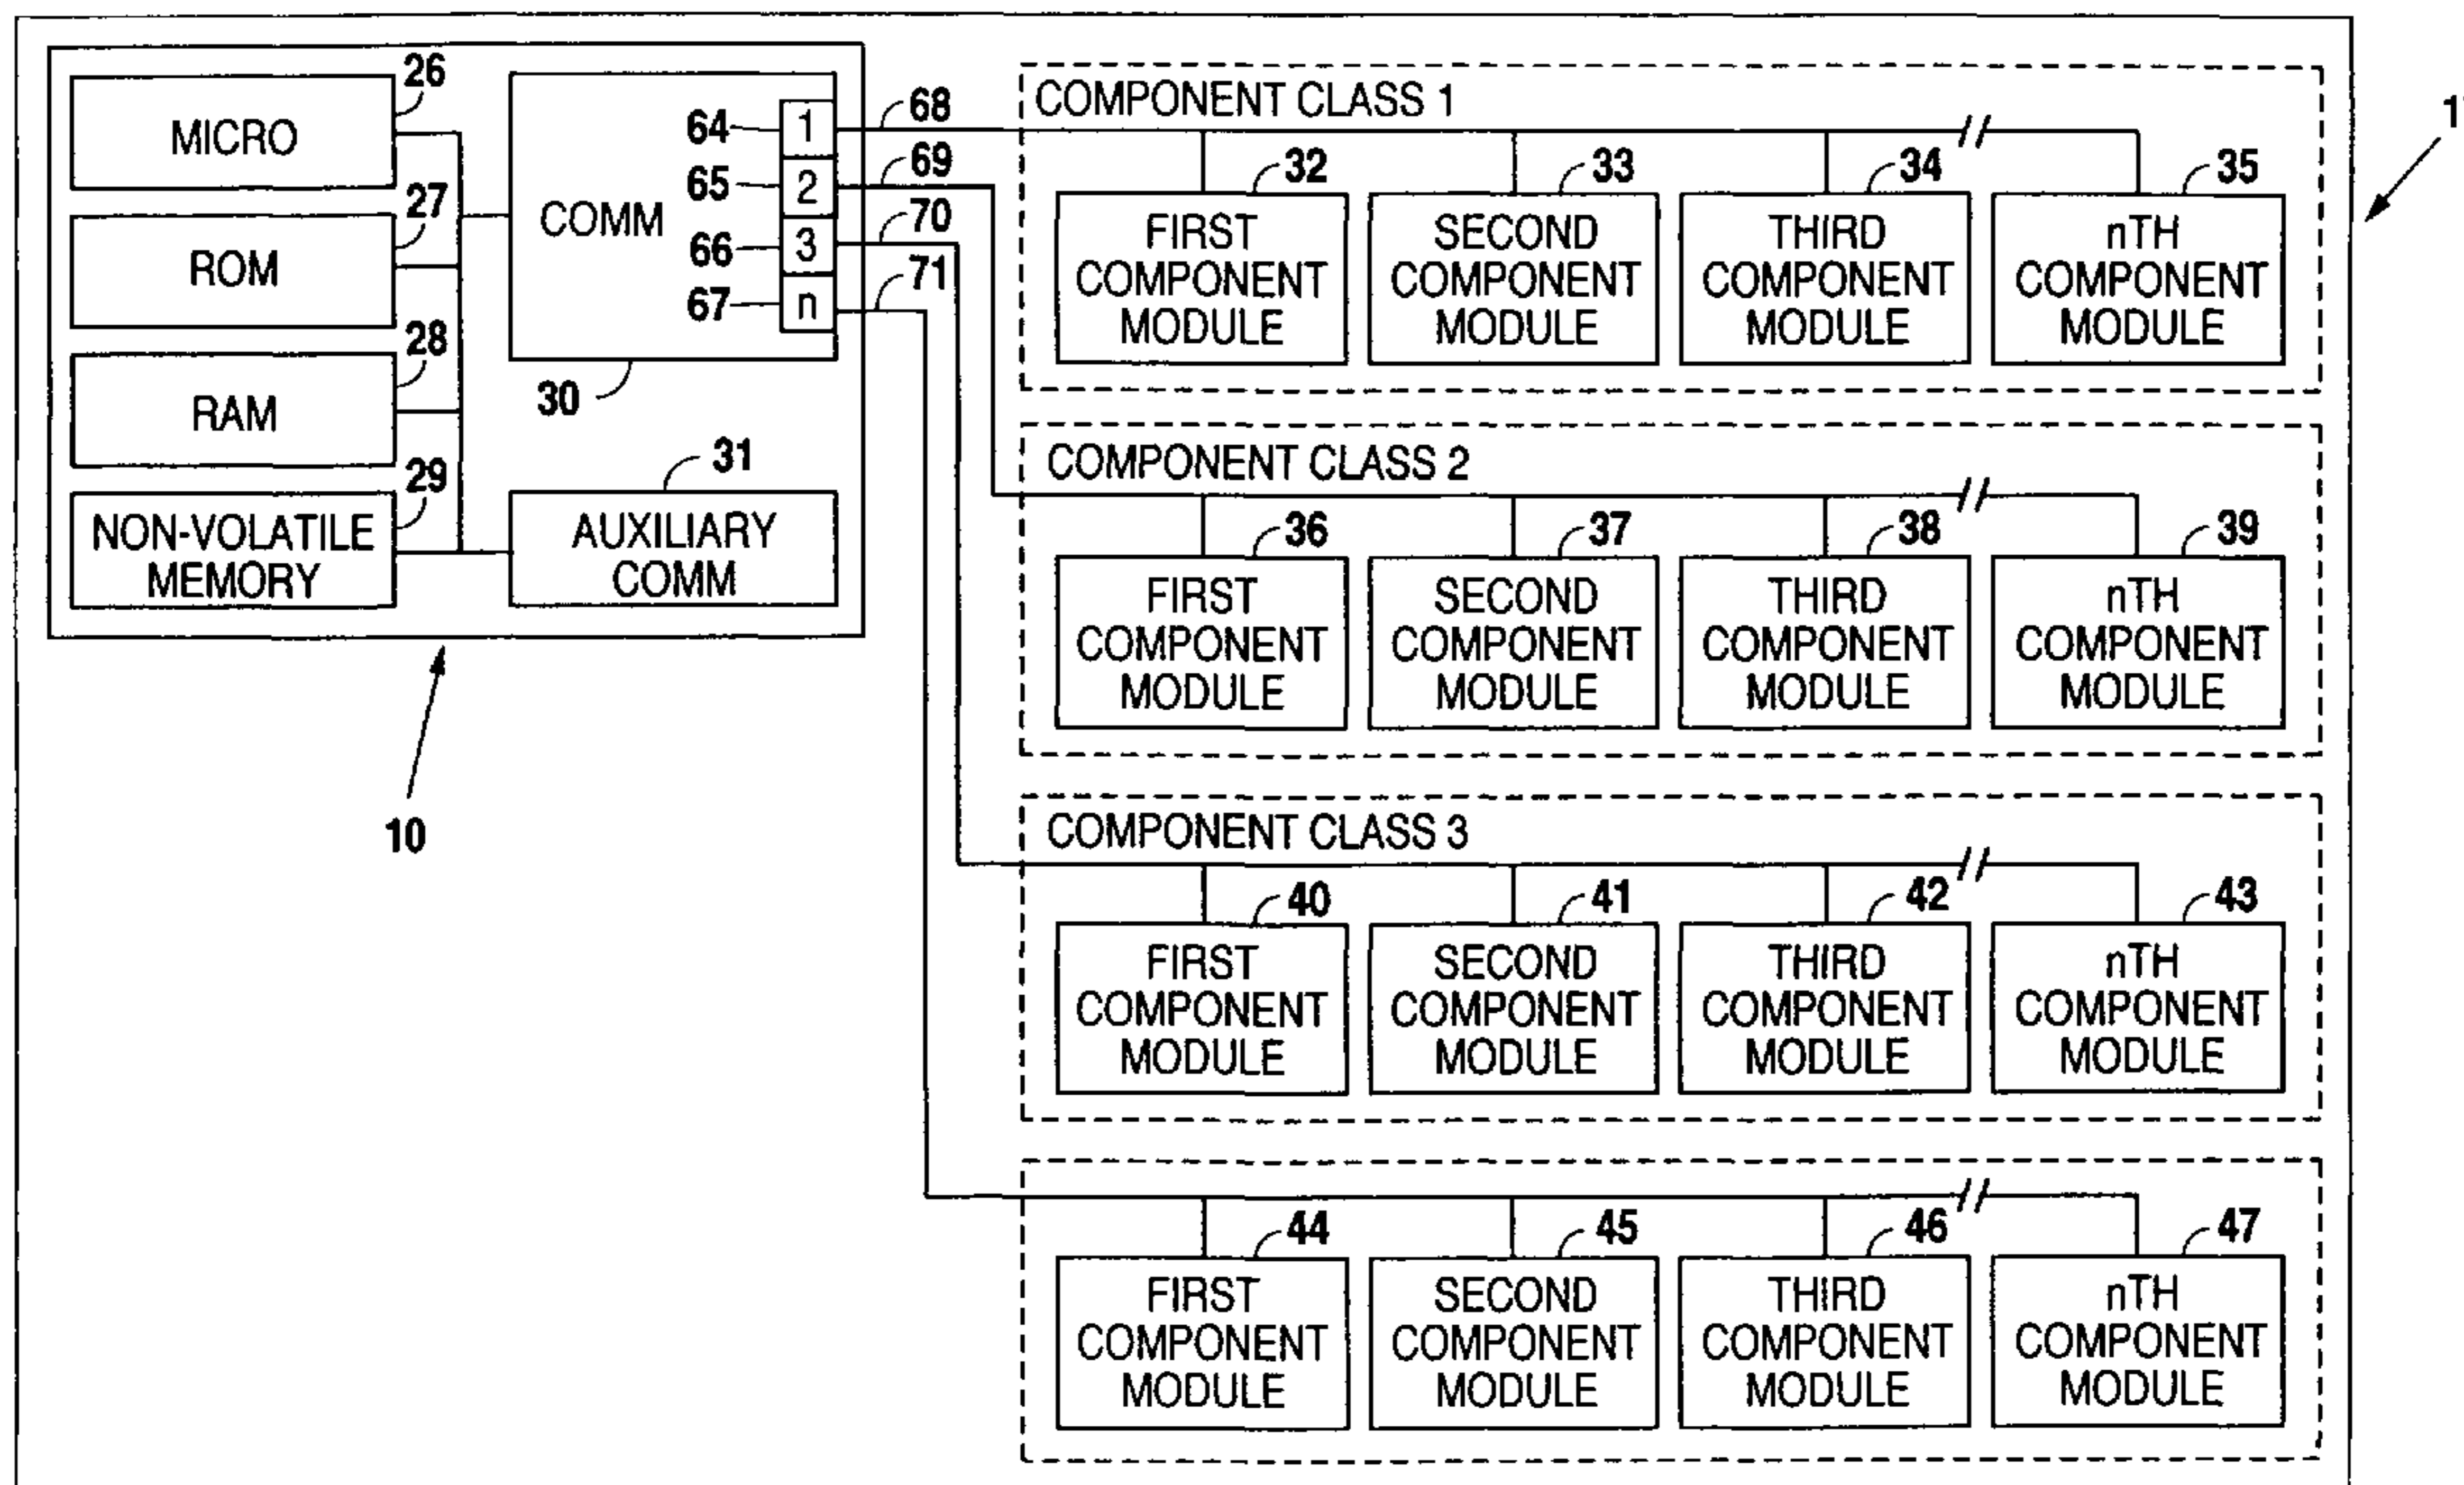 26
MICRO
27
ROM
28
RAM
29
NON-VOLATILE
MEMORY
COMM
64
1
65
2
66
3
67
n
30
31
AUXILIARY
COMM
10
68
69
70
71
COMPONENT CLASS 1
32
FIRST
COMPONENT
MODULE
33
SECOND
COMPONENT
MODULE
34
THIRD
COMPONENT
MODULE
35
nTH
COMPONENT
MODULE
COMPONENT CLASS 2
36
FIRST
COMPONENT
MODULE
37
SECOND
COMPONENT
MODULE
38
THIRD
COMPONENT
MODULE
39
nTH
COMPONENT
MODULE
COMPONENT CLASS 3
40
FIRST
COMPONENT
MODULE
41
SECOND
COMPONENT
MODULE
42
THIRD
COMPONENT
MODULE
43
nTH
COMPONENT
MODULE
44
FIRST
COMPONENT
MODULE
45
SECOND
COMPONENT
MODULE
46
THIRD
COMPONENT
MODULE
47
nTH
COMPONENT
MODULE